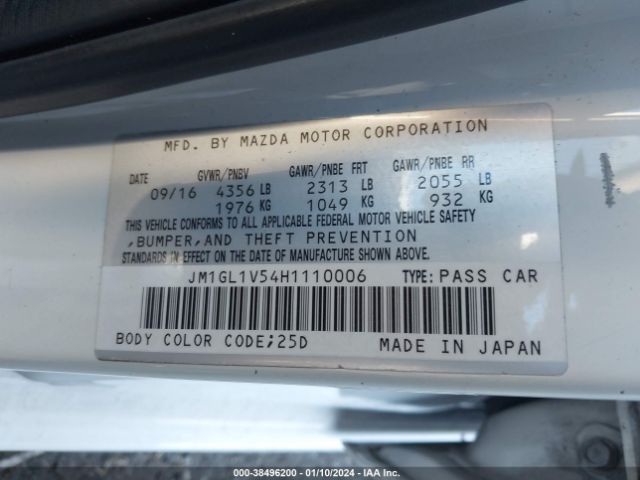 MFD. BY MAZDA MOTOR CORPORATION
DATE GVWR/PNBV GAWR/PNBE FRT GAWR/PNBE RR
09/16 4356 LB 2313 LB 2055 LB
1976 KG 1049 KG 932 KG
THIS VEHICLE CONFORMS TO ALL APPLICABLE FEDERAL MOTOR VEHICLE SAFETY
,BUMPER,AND THEFT PREVENTION
STANDARDS IN EFFECT ON THE DATE OF MANUFACTURE SHOWN ABOVE.
JM1GL1V54H1110006 TYPE: PASS CAR
BODY COLOR CODE;25D MADE IN JAPAN
000-38496200 - 01/10/2024 - IAA Inc.